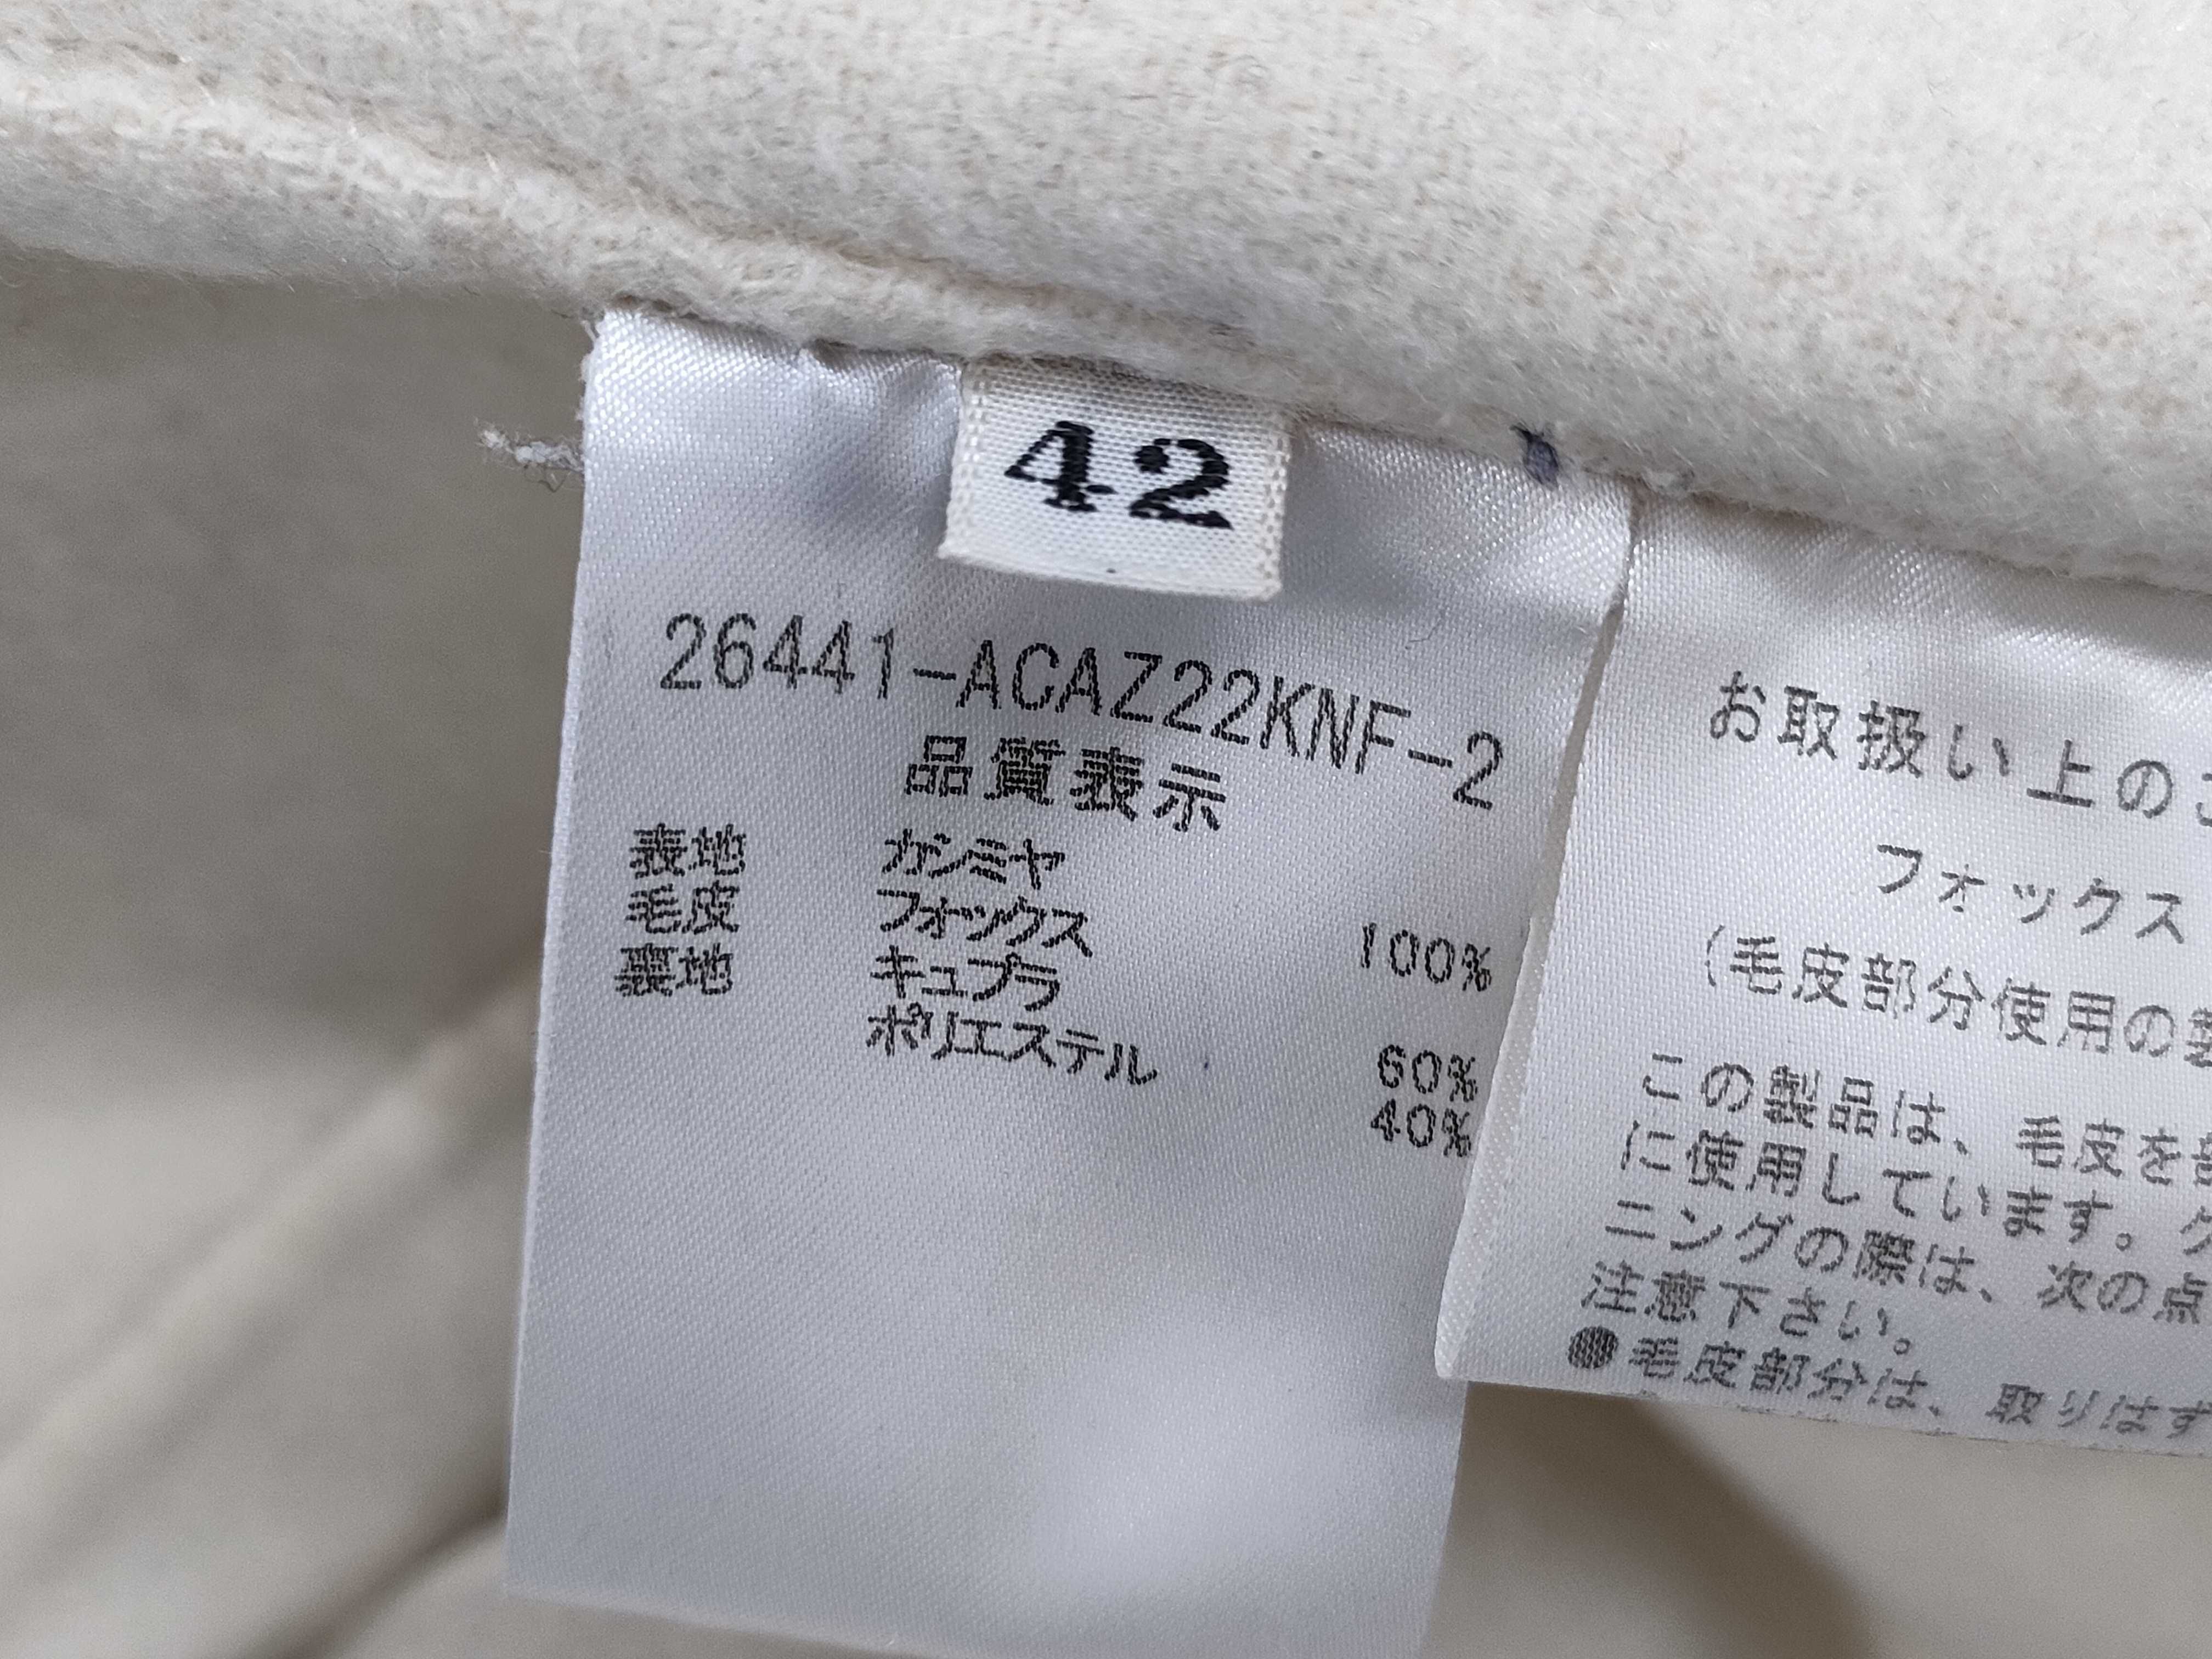 42
26441-ACAZ22KNF-2
品質表示
表地 カシミヤ 100%
毛皮 フォックス
裏地 キュプラ 60%
ポリエステル 40%
お取扱い上の
フォックス
(毛皮部分使用の
この製品は、毛皮を部
に使用しています。ク
ニングの際は、次の点
注意下さい。
●毛皮部分は、取りはず